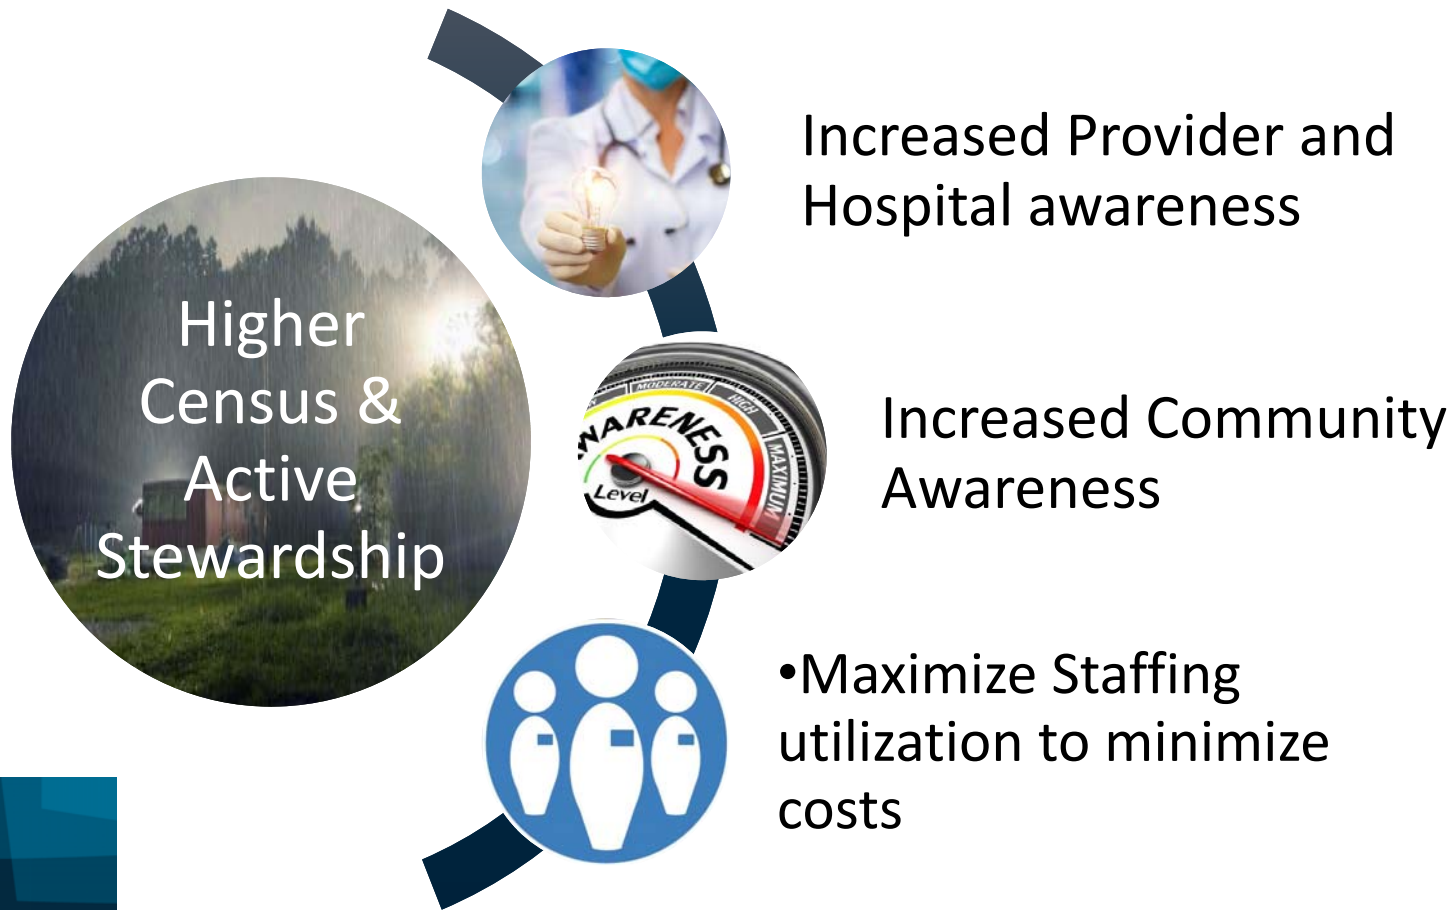 Higher
Census &
Active
Stewardship
Increased Provider and
Hospital awareness
MODERATE
HIGH
MAXIMUM
Level
Increased Community
Awareness
•Maximize Staffing
utilization to minimize
costs